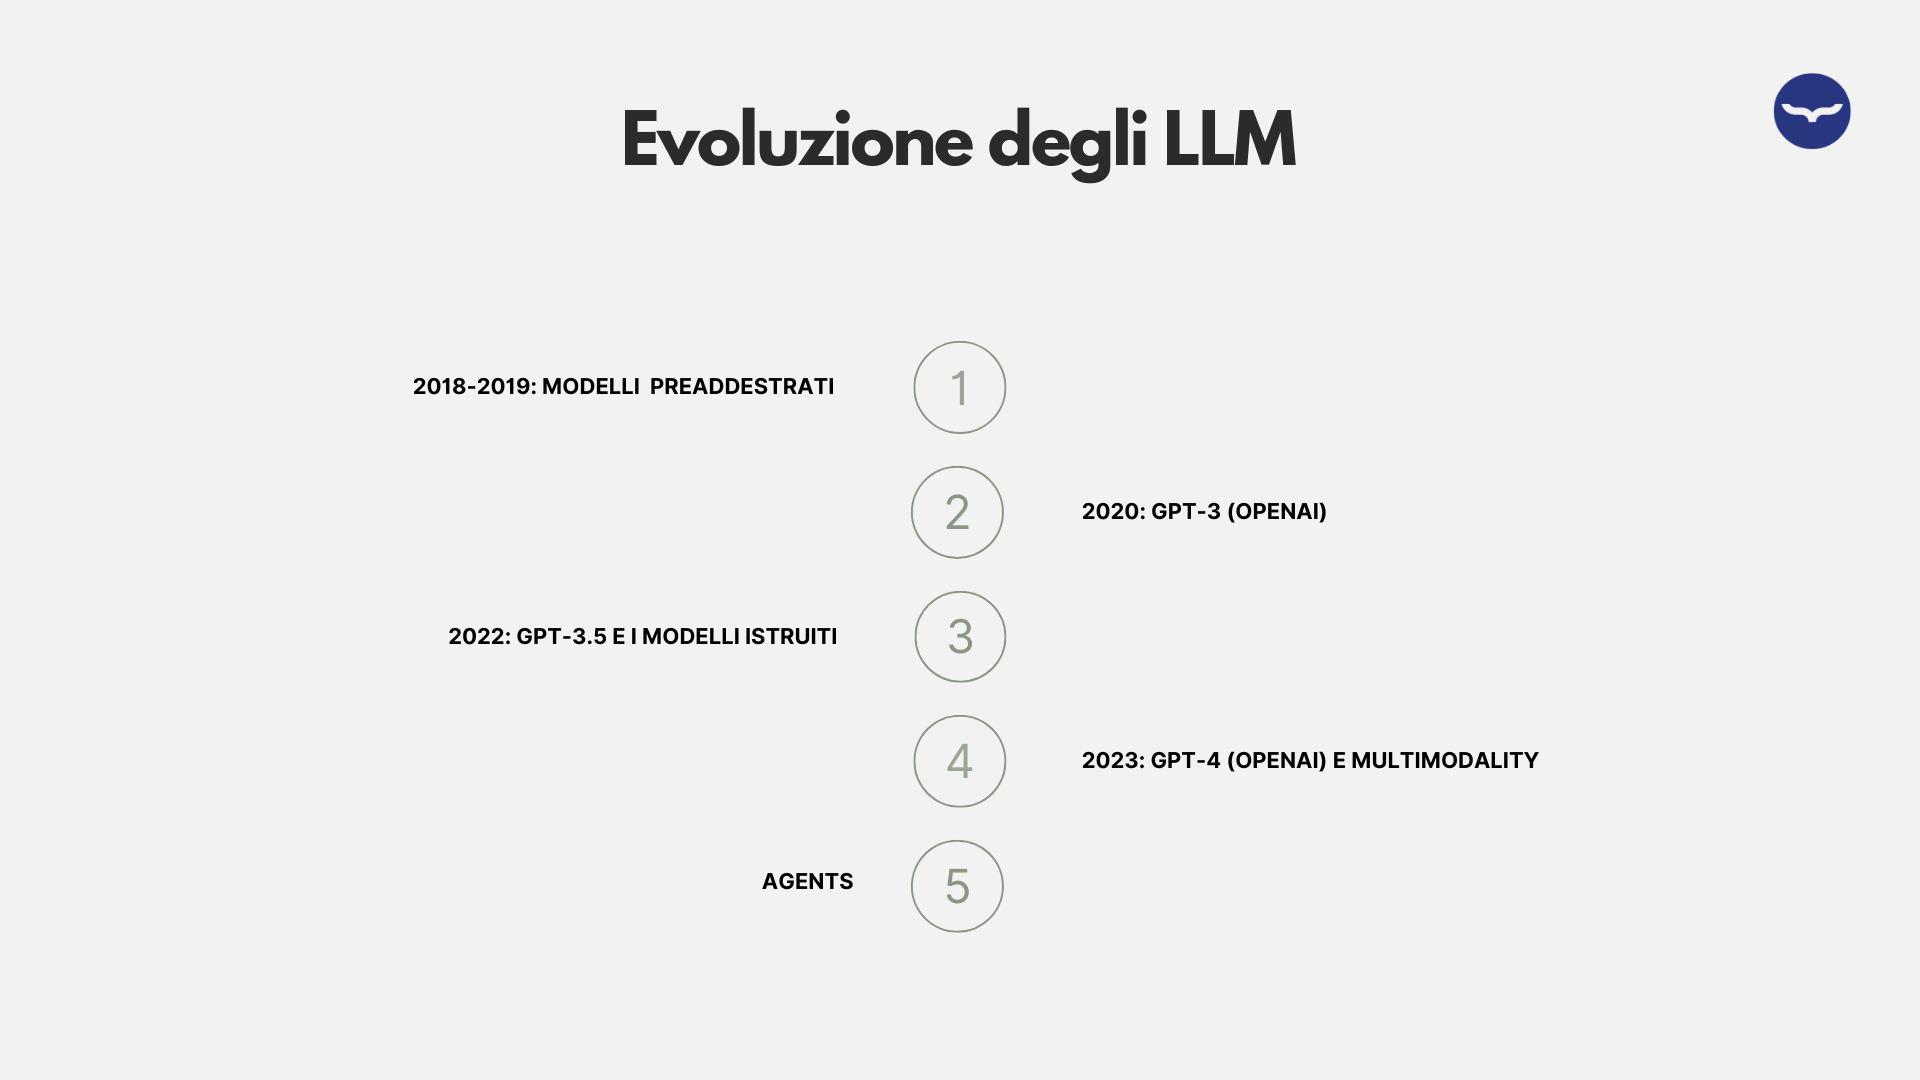 Evoluzione degli LLM
2018-2019: MODELLI  PREADDESTRATI
1
2
2020: GPT-3 (OPENAI)
2022: GPT-3.5 E I MODELLI ISTRUITI
3
4
2023: GPT-4 (OPENAI) E MULTIMODALITY
AGENTS
5